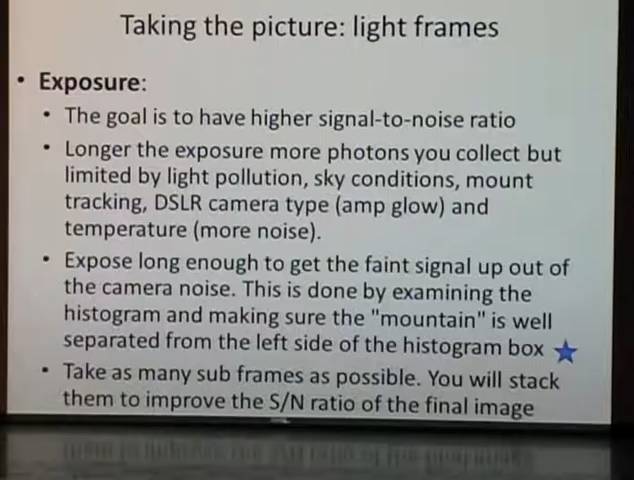 Taking the picture: light frames
• Exposure:
• The goal is to have higher signal-to-noise ratio
• Longer the exposure more photons you collect but
limited by light pollution, sky conditions, mount
tracking, DSLR camera type (amp glow) and
temperature (more noise).
• Expose long enough to get the faint signal up out of
the camera noise. This is done by examining the
histogram and making sure the "mountain" is well
separated from the left side of the histogram box
• Take as many sub frames as possible. You will stack
them to improve the S/N ratio of the final image